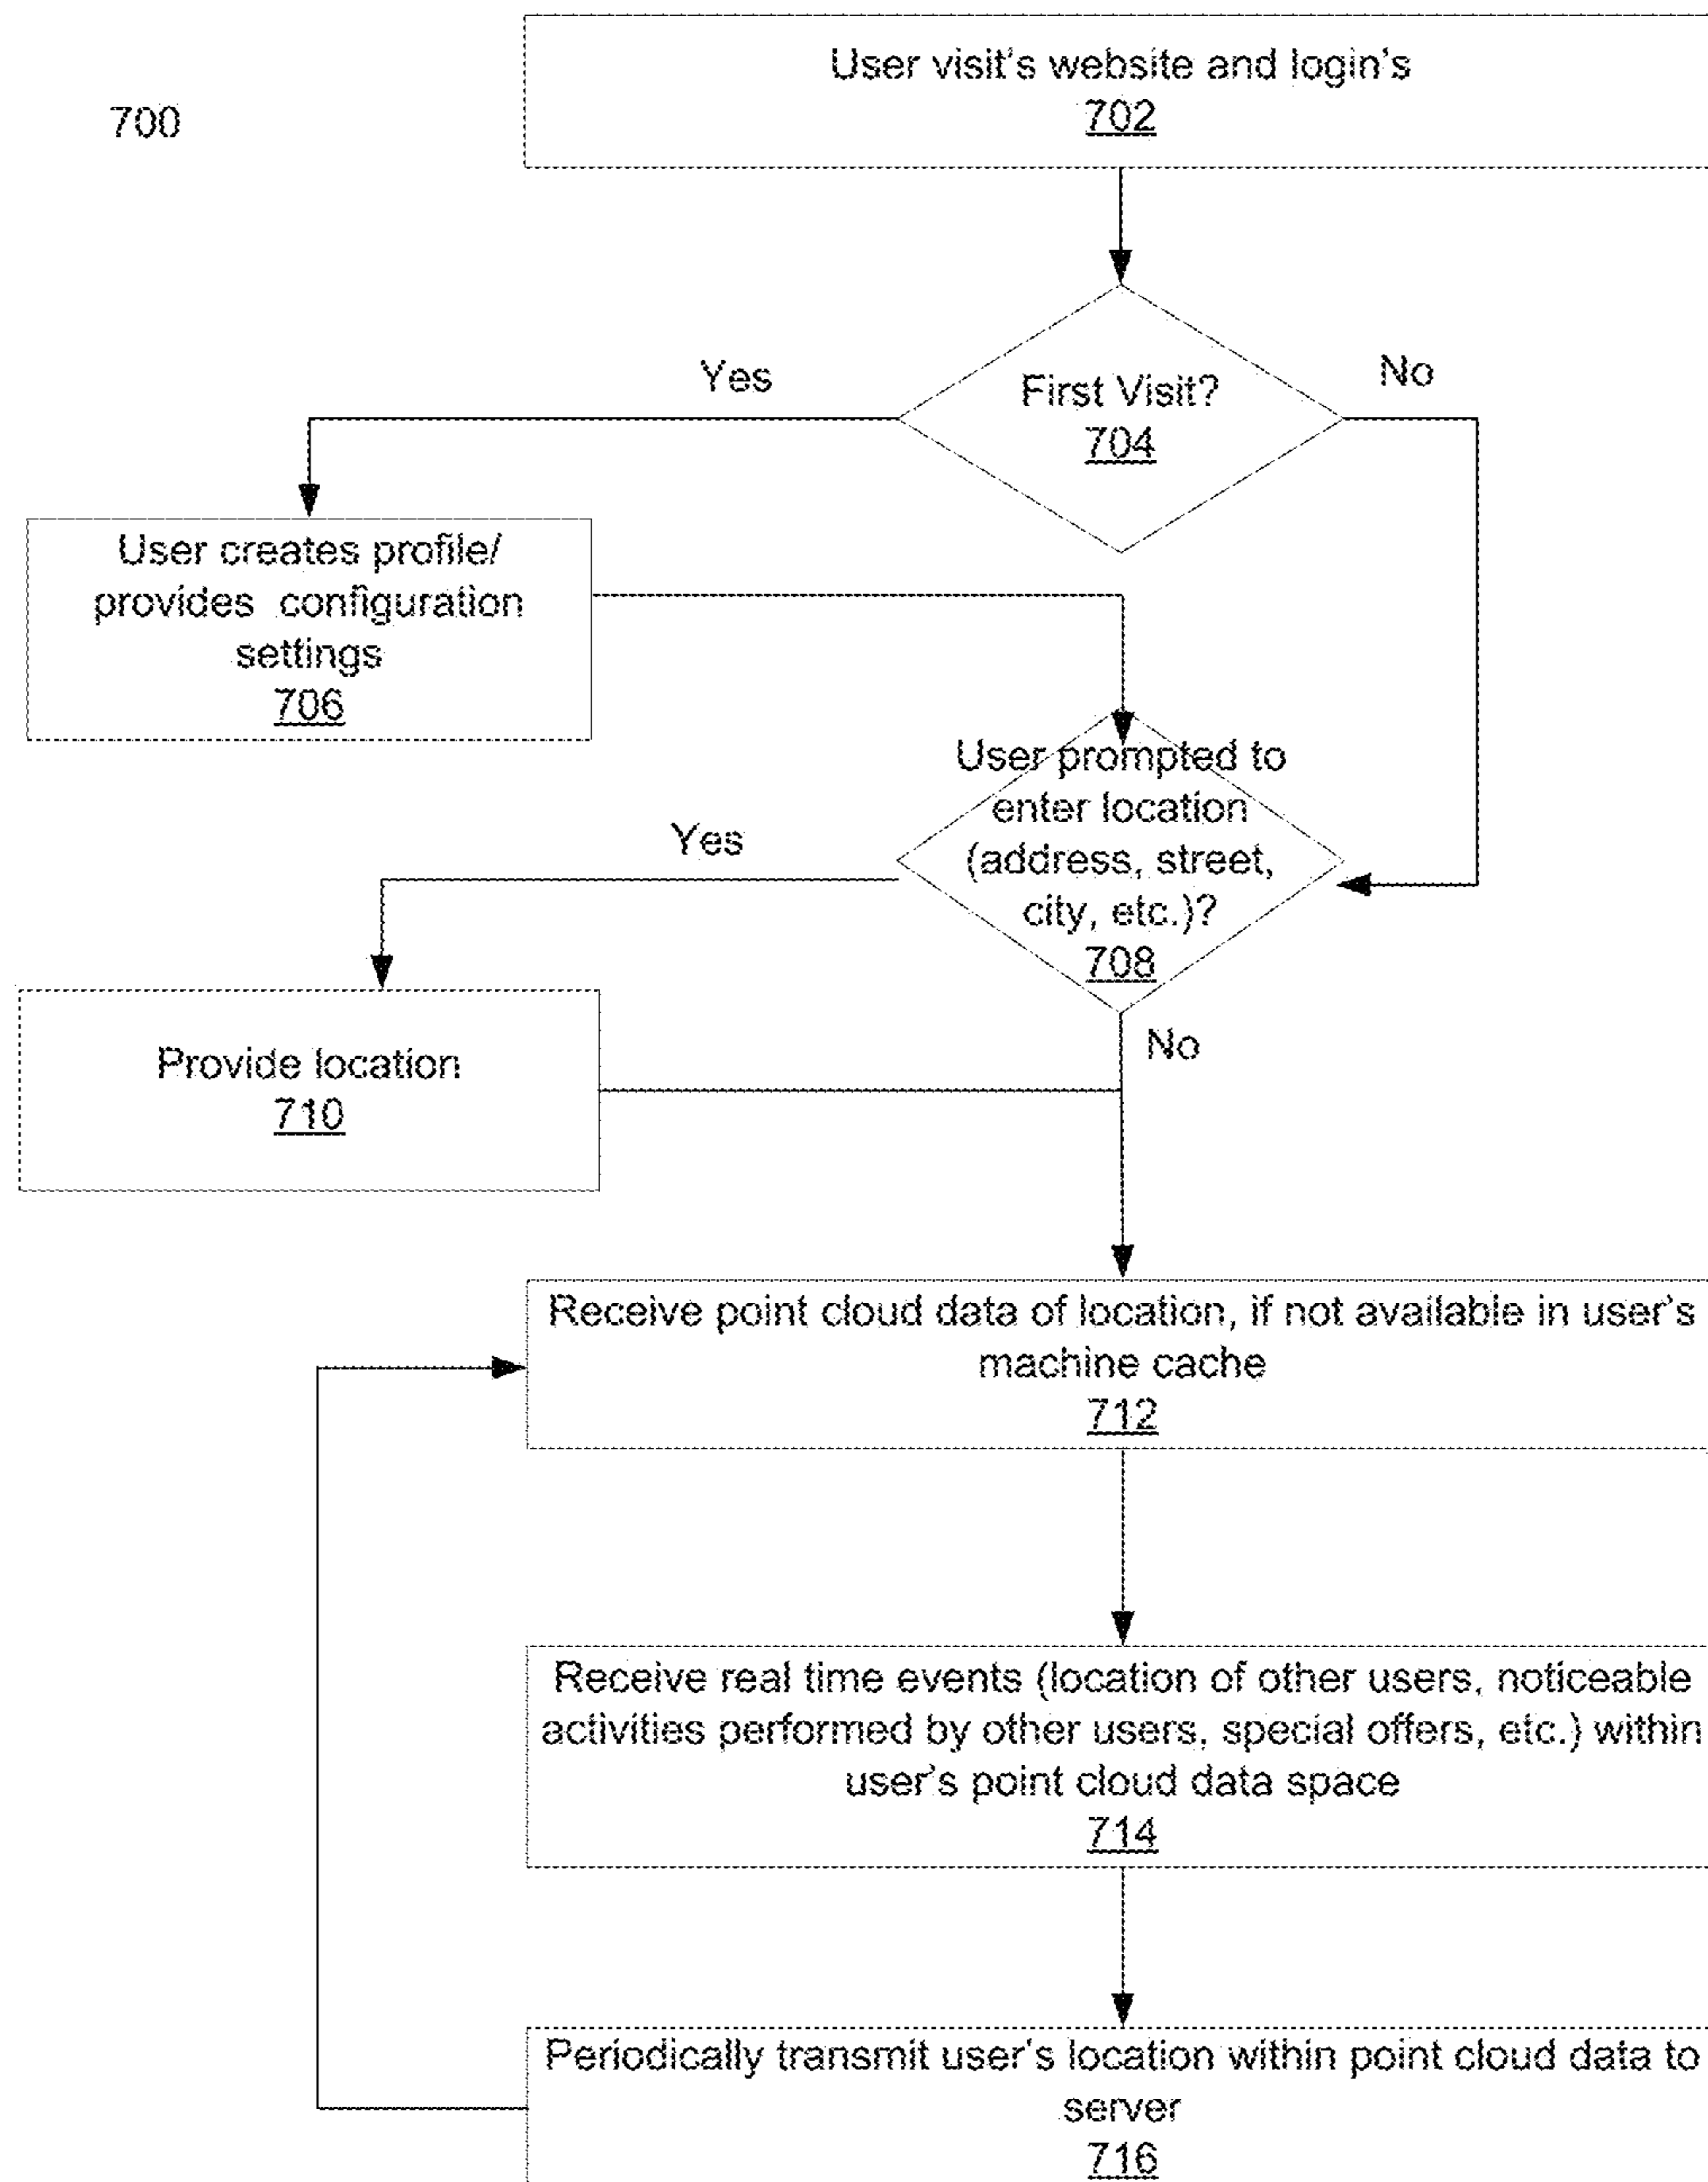 700
User visit's website and login's
702
First Visit?
704
Yes
No
User creates profile/
provides configuration
settings
706
User prompted to
enter location
(address, street,
city, etc.)?
708
Yes
No
Provide location
710
Receive point cloud data of location, if not available in user's
machine cache
712
Receive real time events (location of other users, noticeable
activities performed by other users, special offers, etc.) within
user's point cloud data space
714
Periodically transmit user's location within point cloud data to
server
716